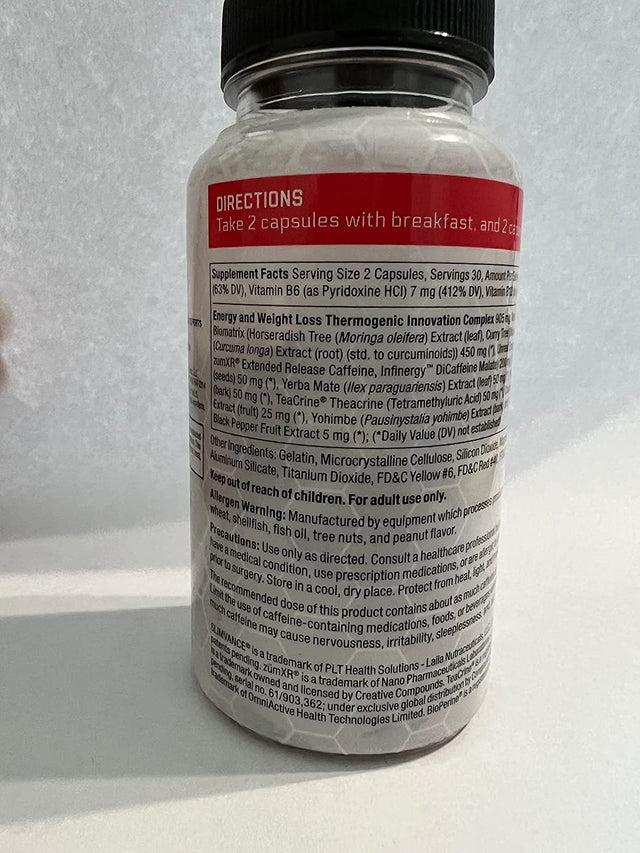 DIRECTIONS
Take 2 capsules with breakfast, and 2
Supplement Facts Serving Size 2 Capsules, Servings 30, Amount
(63% DV), Vitamin B6 (as Pyridoxine HCl) 7 mg (412% DV), Vitamin
Energy and Weight Loss Thermogenic Innovation Complex 905 mg
Biomatrix (Horseradish Tree (Moringa oleifera) Extract (leaf), Curry
(Curcuma longa) Extract (root) (std. to curcuminoids)) 450 mg (*),
zumXR® Extended Release Caffeine, Infinergy™ DiCaffeine Malate)
(seeds) 50 mg (*), Yerba Mate (Ilex paraguariensis) Extract (leaf) 50 mg
(bark) 50 mg (*), TeaCrine® Theacrine (Tetramethyluric Acid) 50 mg
Extract (fruit) 25 mg (*), Yohimbe (Pausinystalia yohimbe) Extract
Black Pepper Fruit Extract 5 mg (*); (*Daily Value (DV) not established
Other Ingredients: Gelatin, Microcrystalline Cellulose, Silicon Dioxide,
Aluminum Silicate, Titanium Dioxide, FD&C Yellow #6, FD&C Red
Keep out of reach of children. For adult use only.
Allergen Warning: Manufactured by equipment which processes
wheat, shellfish, fish oil, tree nuts, and peanut flavor.
Precautions: Use only as directed. Consult a healthcare professional
have a medical condition, use prescription medications, or are
prior to surgery. Store in a cool, dry place. Protect from heat, light,
The recommended dose of this product contains about as much
Limit the use of caffeine-containing medications, foods, or
much caffeine may cause nervousness, irritability, sleeplessness,
SLIMVANCE® is a trademark of PLT Health Solutions - Laila Nutraceuticals
patents pending. zümXR® is a trademark of Nano Pharmaceuticals
is a trademark owned and licensed by Creative Compounds. TeaCrine®
pending, serial no. 61/903,362; under exclusive global distribution by
trademark of OmniActive Health Technologies Limited. BioPerine®